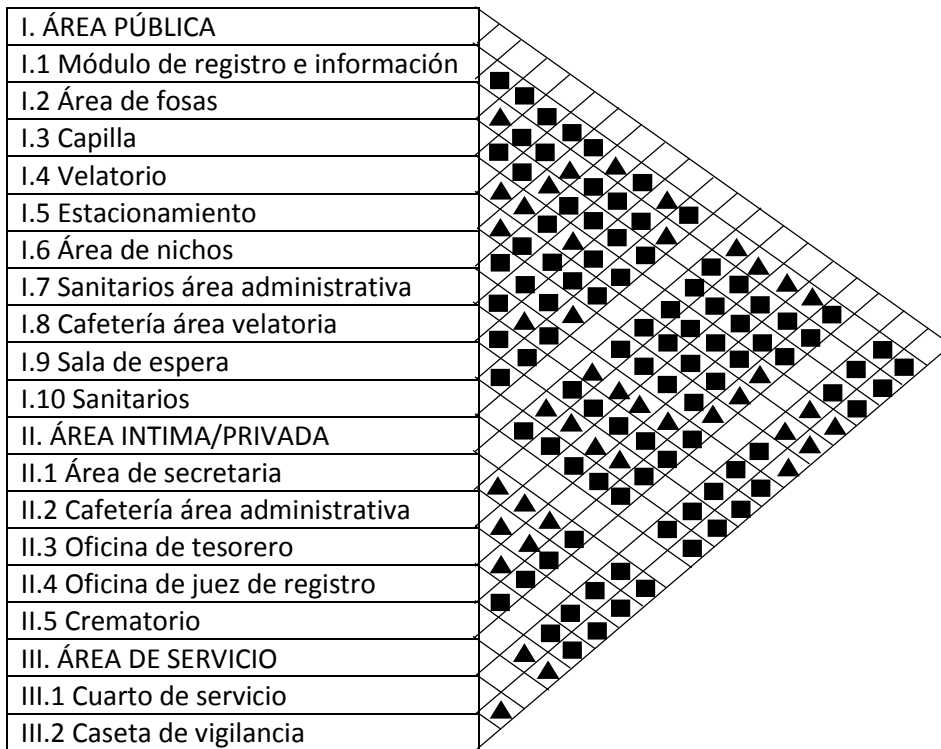 I. ÁREA PÚBLICA
I.1 Módulo de registro e información
I.2 Área de fosas
I.3 Capilla
I.4 Velatorio
I.5 Estacionamiento
I.6 Área de nichos
I.7 Sanitarios área administrativa
I.8 Cafetería área velatoria
I.9 Sala de espera
I.10 Sanitarios
II. ÁREA INTIMA/PRIVADA
II.1 Área de secretaria
II.2 Cafetería área administrativa
II.3 Oficina de tesorero
II.4 Oficina de juez de registro
II.5 Crematorio
III. ÁREA DE SERVICIO
III.1 Cuarto de servicio
III.2 Caseta de vigilancia